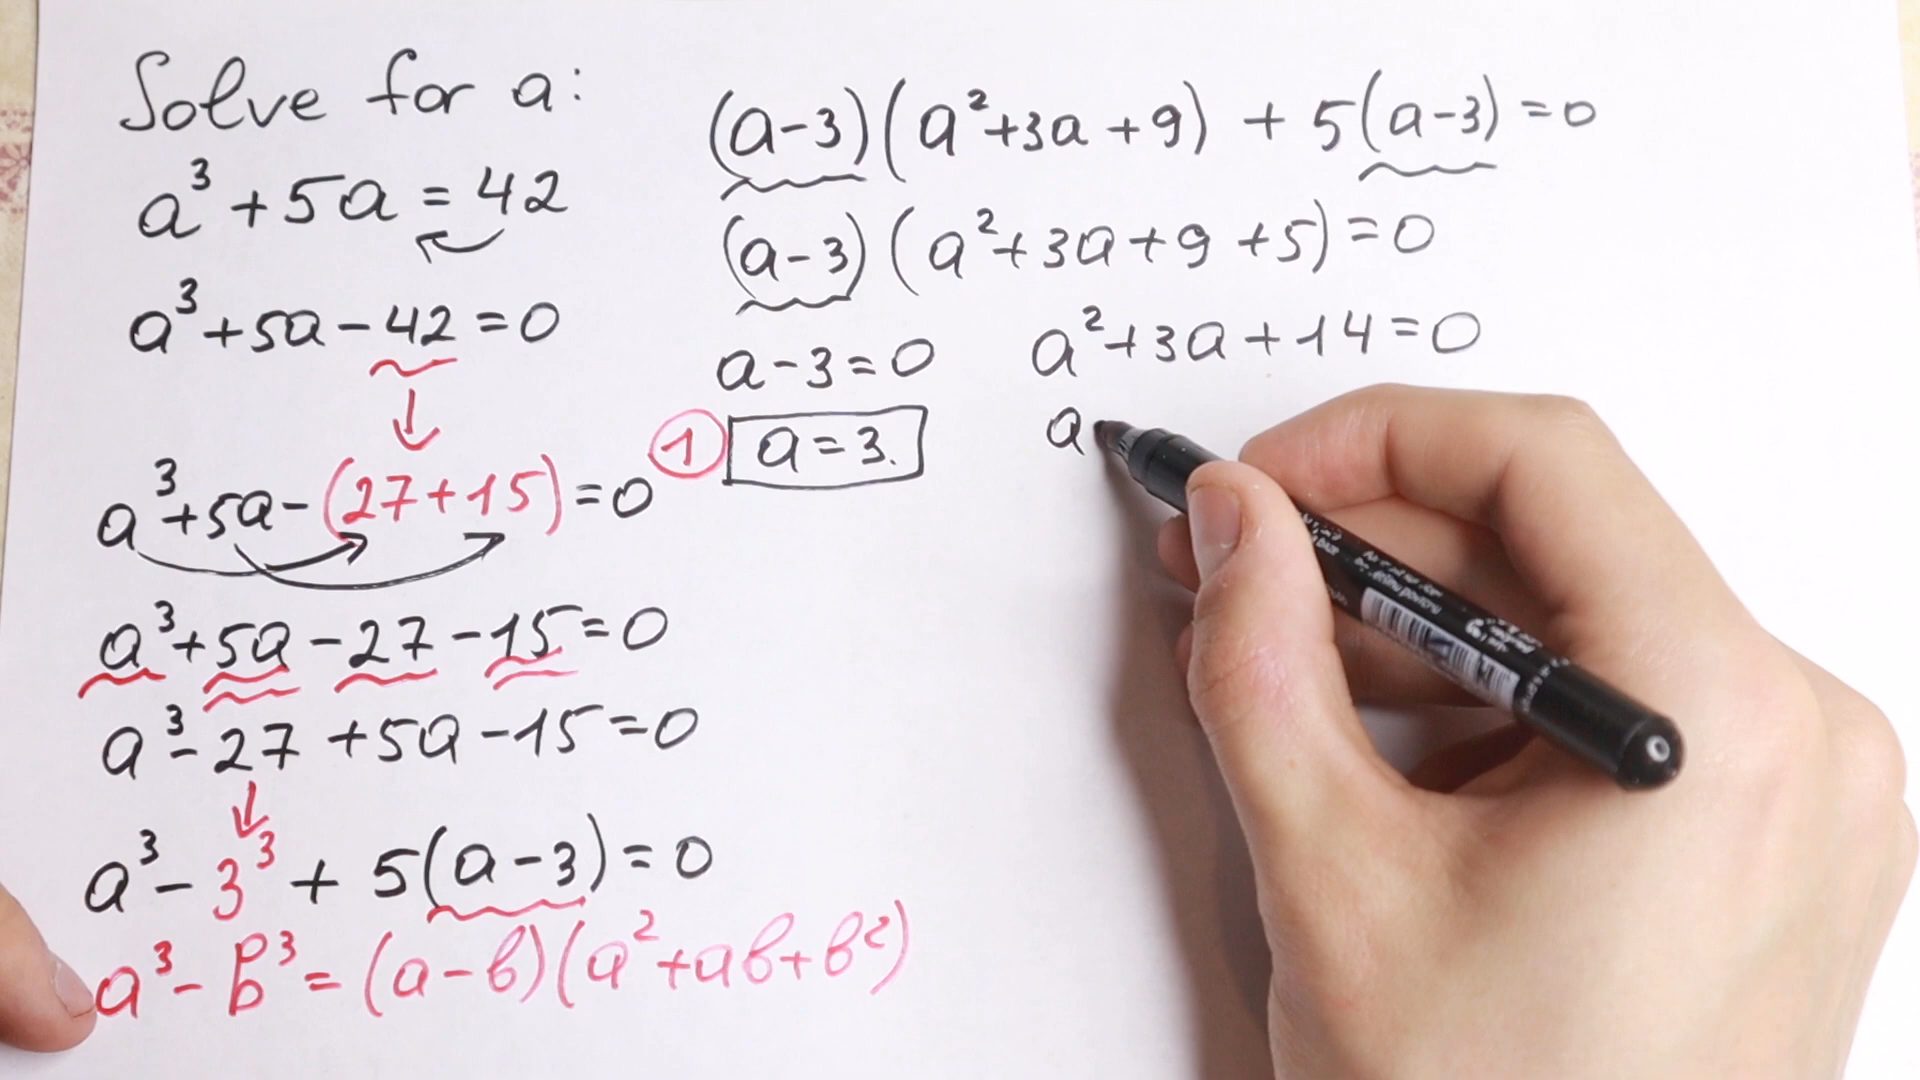 Solve for a:
a³+5a=42
a³+5a-42=0
a³+5a-(27+15)=0
a³+5a-27-15=0
a³-27+5a-15=0
a³-3³+5(a-3)=0
a³-b³=(a-b)(a²+ab+b²)
(a-3)(a²+3a+9)+5(a-3)=0
(a-3)(a²+3a+9+5)=0
a-3=0
1 a=3.
a²+3a+14=0
a